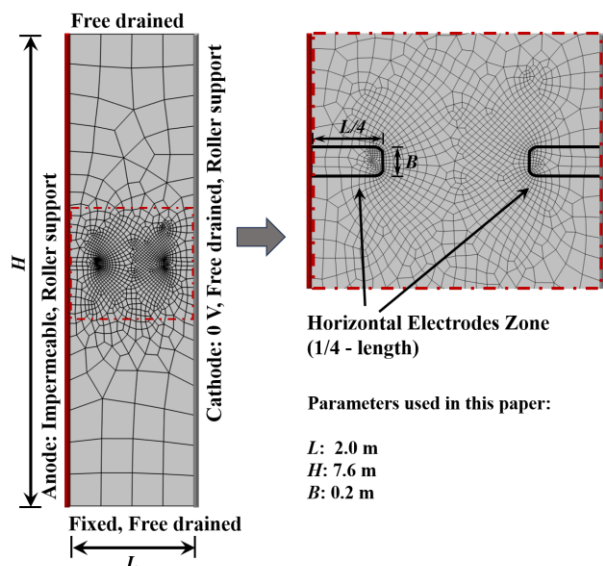 Free drained
H
Anode: Impermeable, Roller support
Cathode: 0 V, Free drained, Roller support
Fixed, Free drained
L
L/4
B
Horizontal Electrodes Zone
(1/4 - length)
Parameters used in this paper:
L: 2.0 m
H: 7.6 m
B: 0.2 m